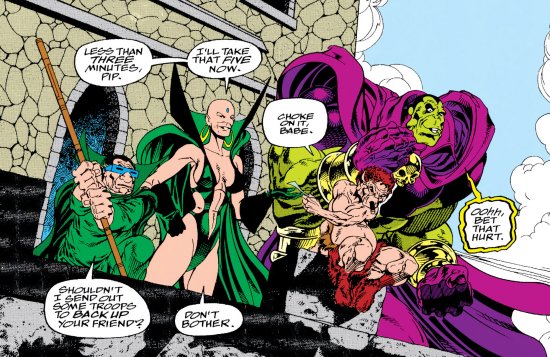 LESS THAN
THREE
MINUTES,
PIP.
I'LL TAKE
THAT FIVE
NOW.
CHOKE
ON IT,
BABE.
OOHH,
BET
THAT
HURT.
SHOULDN'T
I SEND OUT
SOME TROOPS
TO BACK UP
YOUR FRIEND?
DON'T
BOTHER.